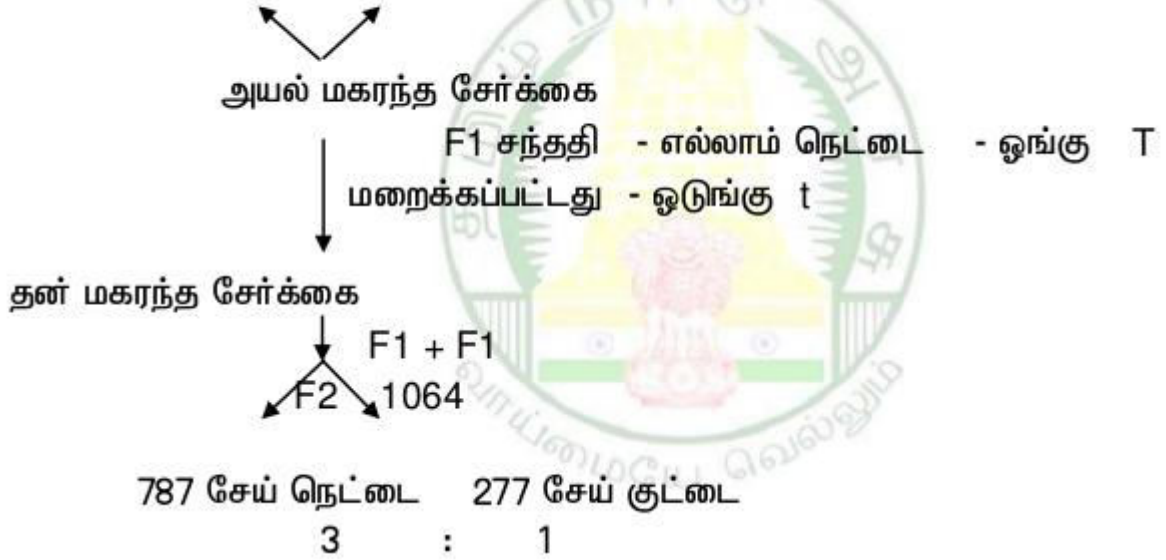 அயல் மகரந்த சேர்க்கை
F1 சந்ததி - எல்லாம் நெட்டை - ஓங்கு T
மறைக்கப்பட்டது - ஒடுங்கு t
தன் மகரந்த சேர்க்கை
F1 + F1
F2 1064
787 சேய் நெட்டை 277 சேய் குட்டை
3 : 1
வாய்மையே வெல்லும்